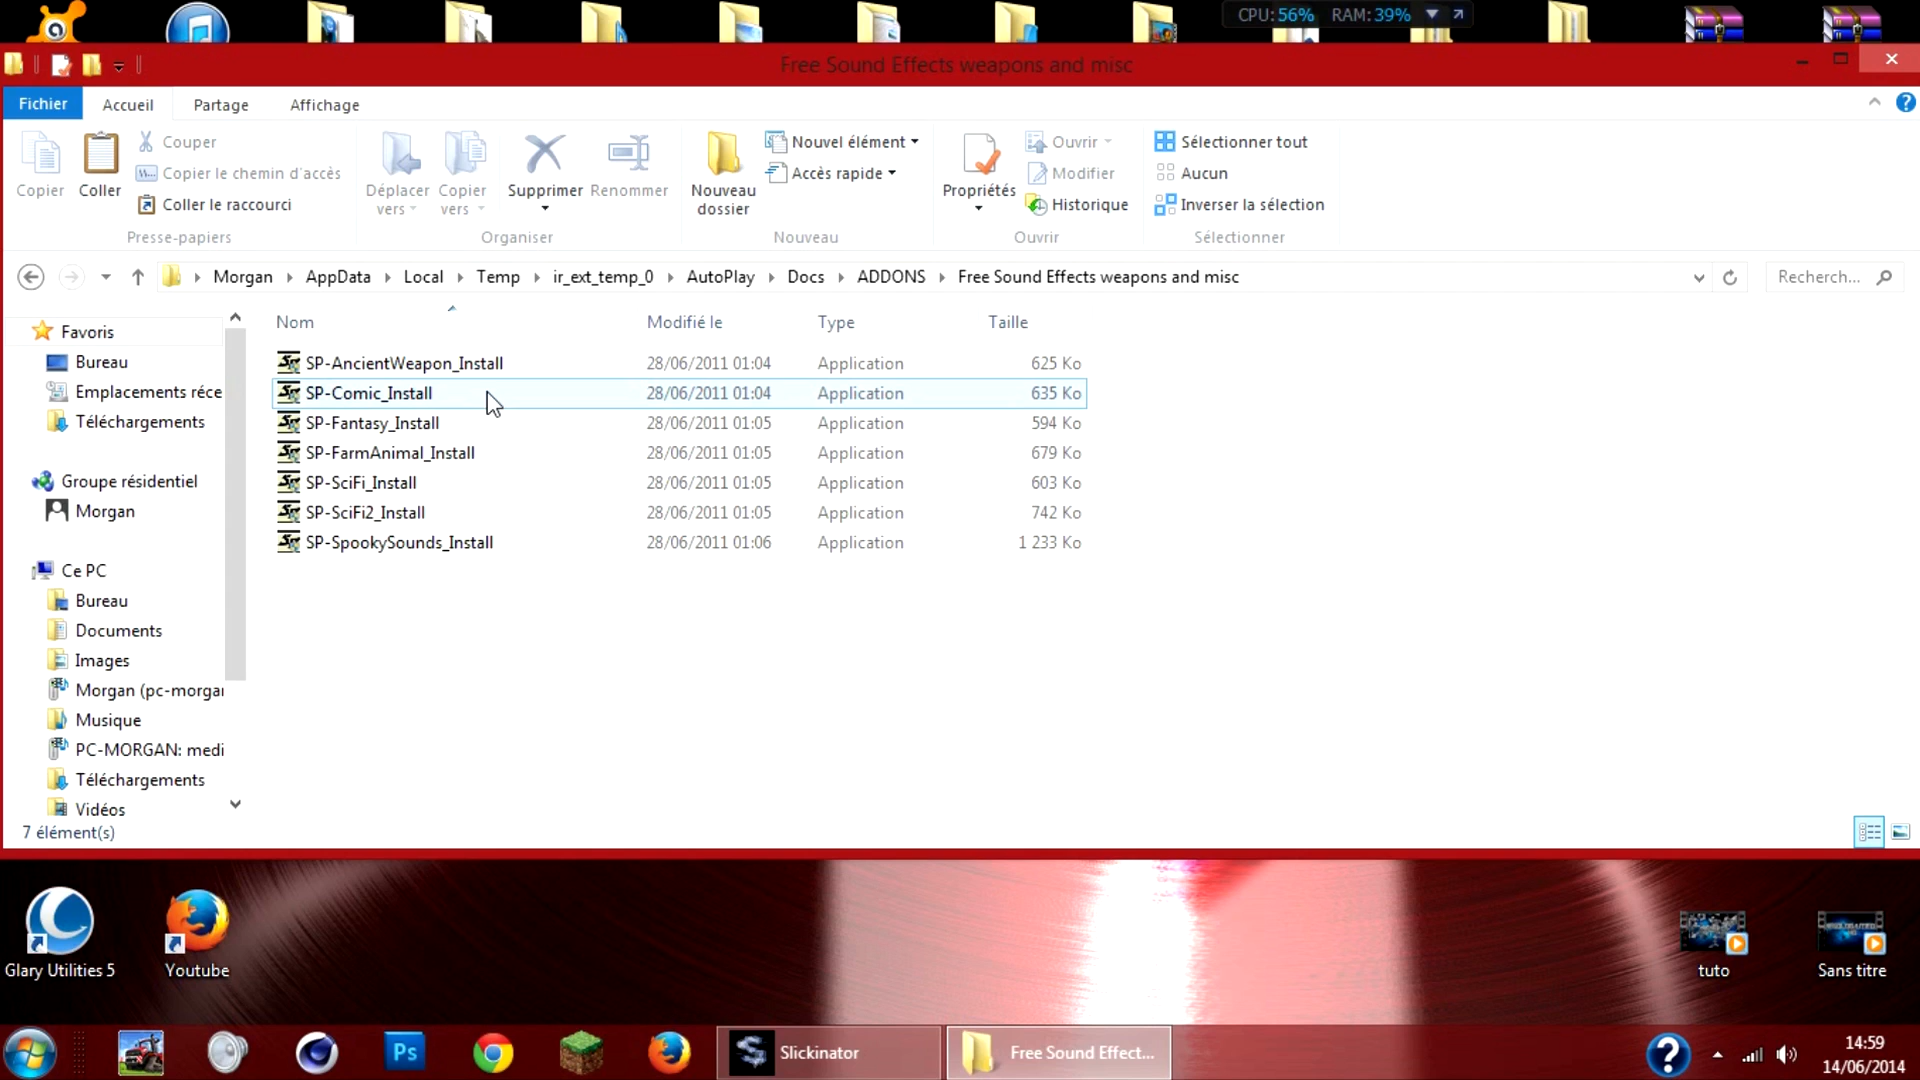 CPU: 56% RAM: 39%
Free Sound Effects weapons and misc
Fichier Accueil Partage Affichage
Copier
Coller
Couper
Copier le chemin d'accès
Coller le raccourci
Presse-papiers
Déplacer vers
Copier vers
Supprimer
Renommer
Organiser
Nouveau dossier
Nouvel élément
Accès rapide
Nouveau
Propriétés
Ouvrir
Modifier
Historique
Ouvrir
Sélectionner tout
Aucun
Inverser la sélection
Sélectionner
Morgan AppData Local Temp ir_ext_temp_0 AutoPlay Docs ADDONS Free Sound Effects weapons and misc
Recherch...
Favoris
Bureau
Emplacements réce
Téléchargements
Groupe résidentiel
Morgan
Ce PC
Bureau
Documents
Images
Morgan (pc-morgar
Musique
PC-MORGAN: medi
Téléchargements
Vidéos
Nom Modifié le Type Taille
SP-AncientWeapon_Install 28/06/2011 01:04 Application 625 Ko
SP-Comic_Install 28/06/2011 01:04 Application 635 Ko
SP-Fantasy_Install 28/06/2011 01:05 Application 594 Ko
SP-FarmAnimal_Install 28/06/2011 01:05 Application 679 Ko
SP-SciFi_Install 28/06/2011 01:05 Application 603 Ko
SP-SciFi2_Install 28/06/2011 01:05 Application 742 Ko
SP-SpookySounds_Install 28/06/2011 01:06 Application 1 233 Ko
7 élément(s)
Glary Utilities 5
Youtube
tuto
Sans titre
Ps
Slickinator
Free Sound Effect...
14:59
14/06/2014